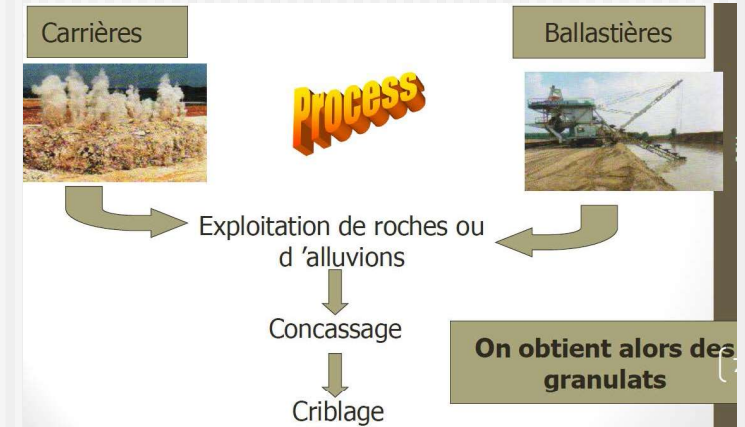 Carrières
Ballastières
Process
Exploitation de roches ou
d ’alluvions
Concassage
On obtient alors des
granulats
Criblage